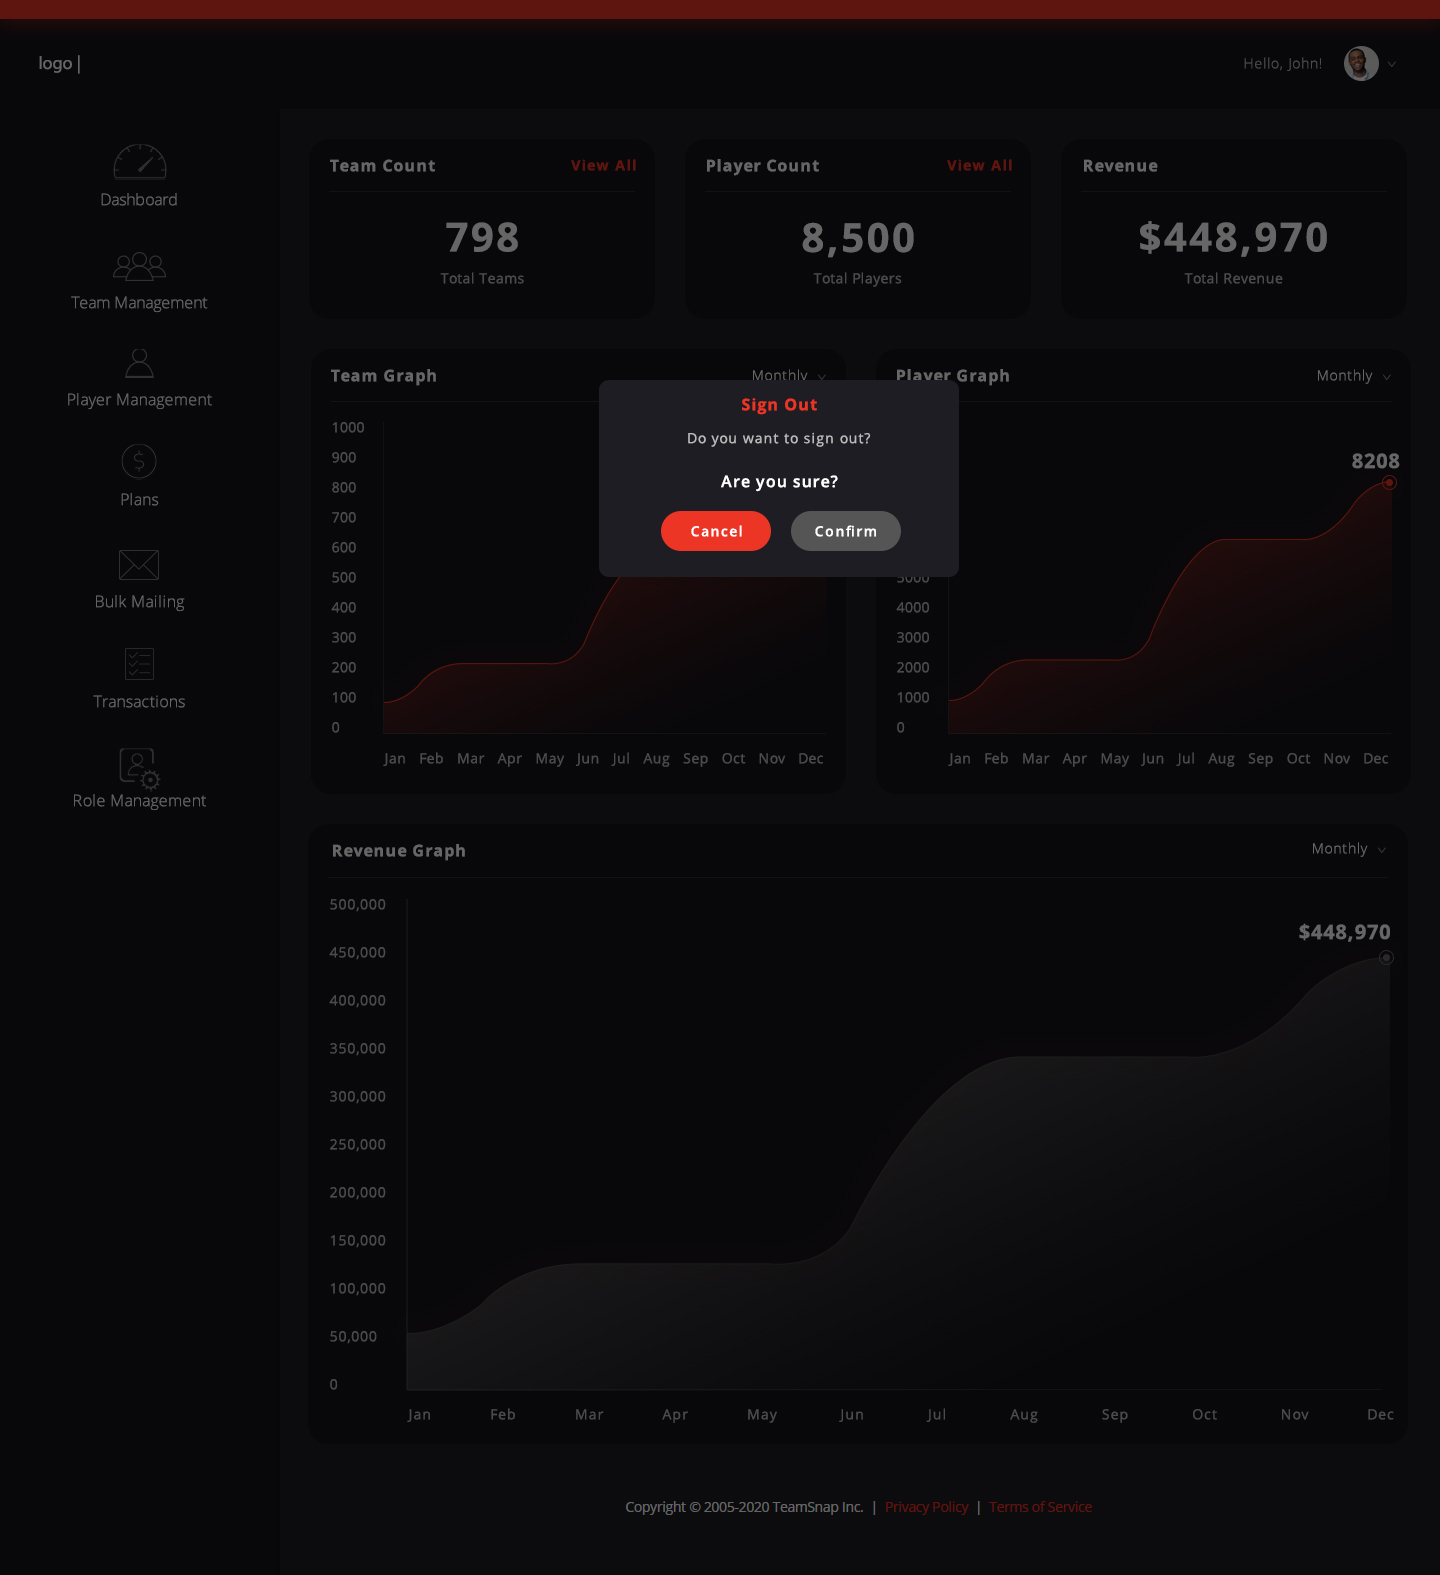 logo |
Hello, John!
Dashboard
Team Management
Player Management
Plans
Bulk Mailing
Transactions
Role Management
Team Count
View All
798
Total Teams
Player Count
View All
8,500
Total Players
Revenue
$448,970
Total Revenue
Team Graph
Monthly
1000
900
800
700
600
500
400
300
200
100
0
Jan Feb Mar Apr May Jun Jul Aug Sep Oct Nov Dec
Player Graph
Monthly
8208
5000
4000
3000
2000
1000
0
Jan Feb Mar Apr May Jun Jul Aug Sep Oct Nov Dec
Sign Out
Do you want to sign out?
Are you sure?
Cancel
Confirm
Revenue Graph
Monthly
$448,970
500,000
450,000
400,000
350,000
300,000
250,000
200,000
150,000
100,000
50,000
0
Jan Feb Mar Apr May Jun Jul Aug Sep Oct Nov Dec
Copyright © 2005-2020 TeamSnap Inc. | Privacy Policy | Terms of Service